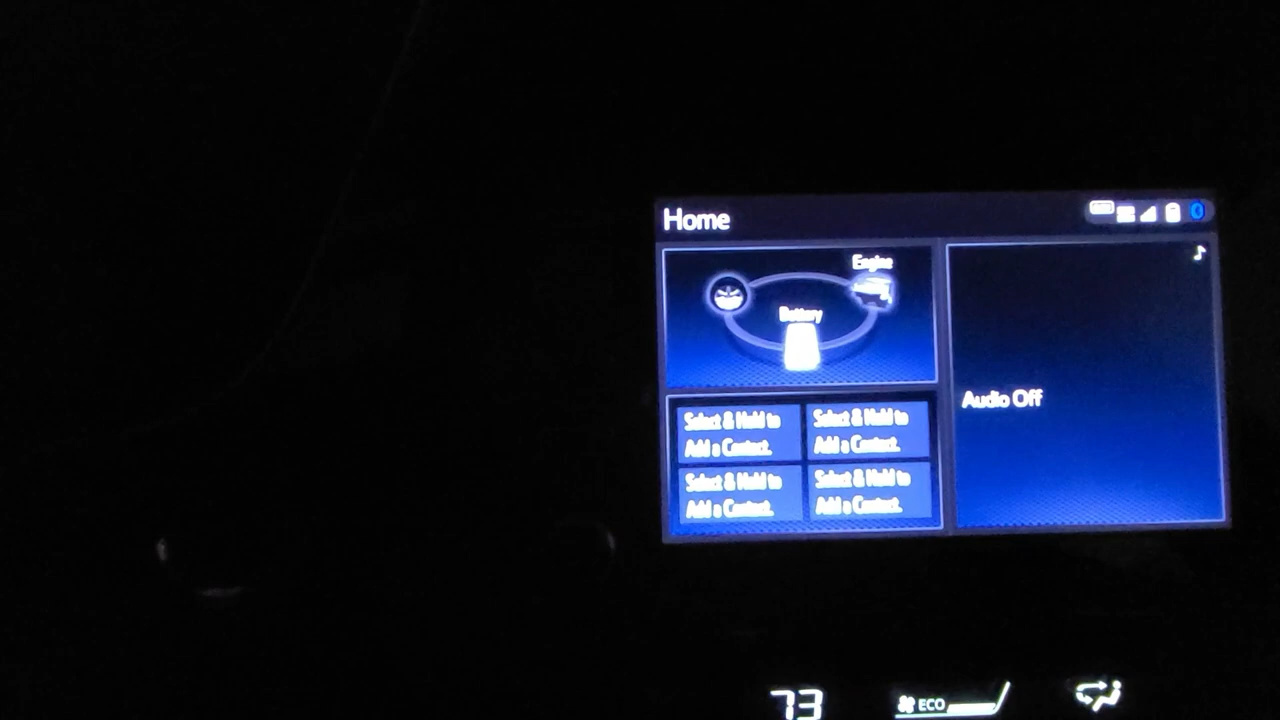 Home
Engine
Battery
Select & Hold to
Add a Contact.
Select & Hold to
Add a Contact.
Select & Hold to
Add a Contact.
Select & Hold to
Add a Contact.
Audio Off
73
ECO